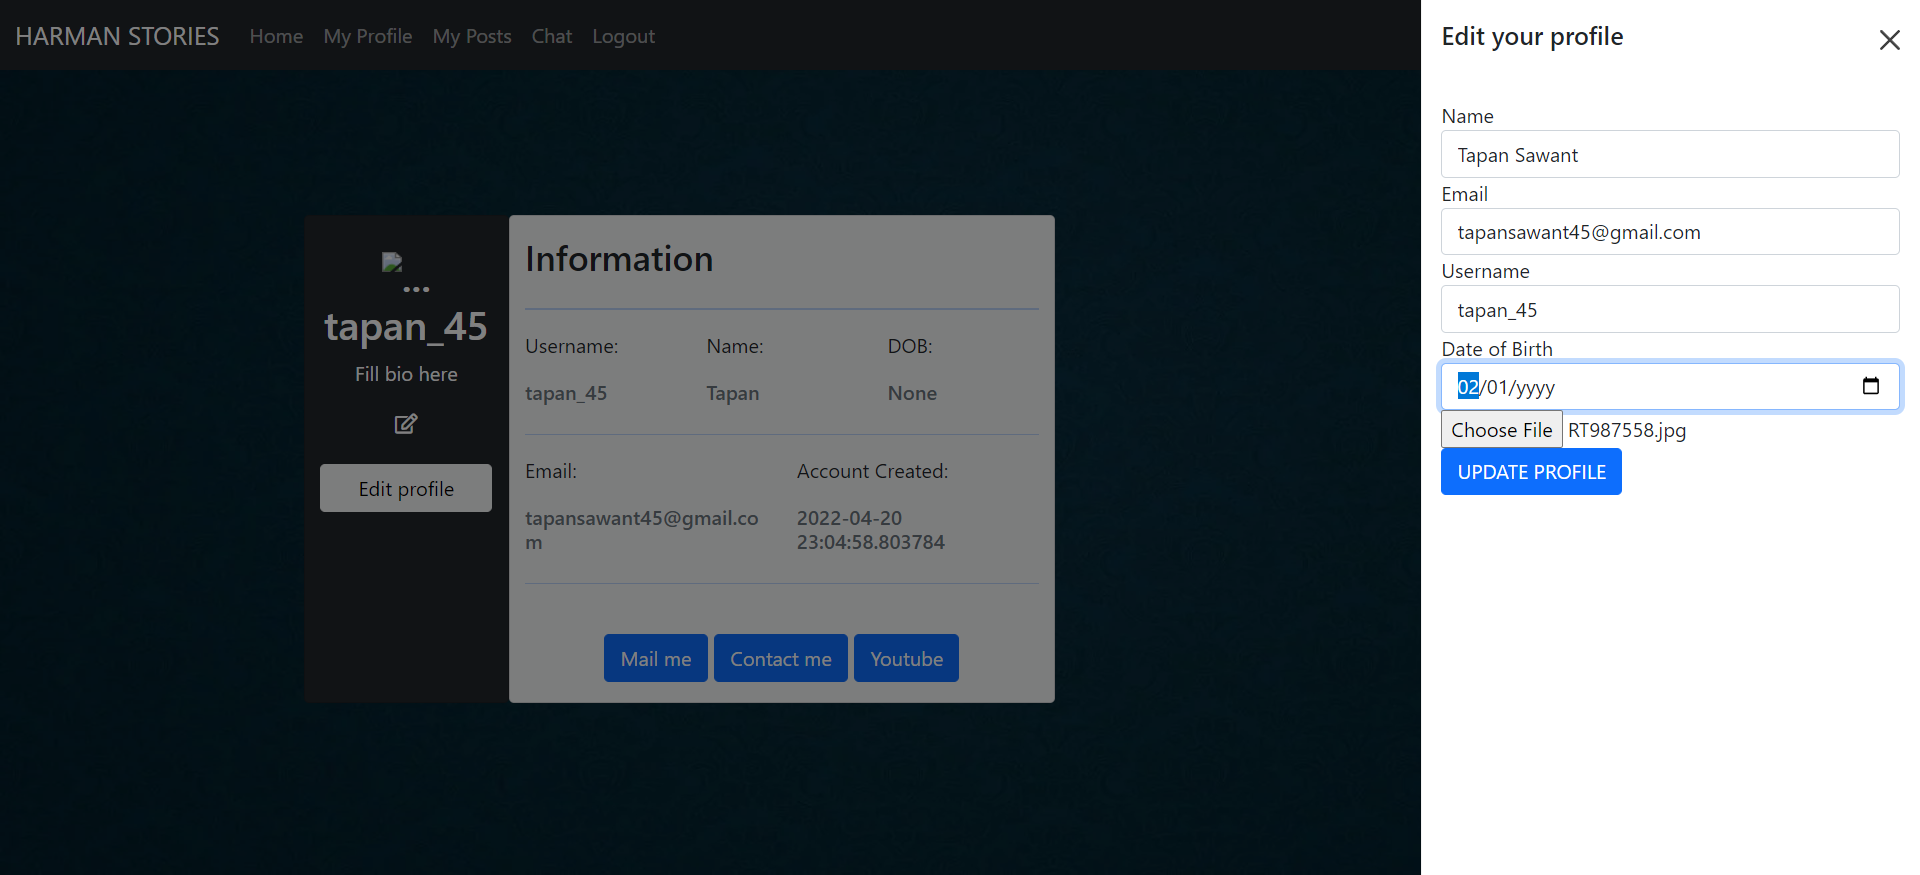 HARMAN STORIES Home My Profile My Posts Chat Logout
...
tapan_45
Fill bio here
Edit profile
Information
Username: Name: DOB:
tapan_45 Tapan None
Email: Account Created:
tapansawant45@gmail.co
m
2022-04-20
23:04:58.803784
Mail me Contact me Youtube
Edit your profile
Name
Tapan Sawant
Email
tapansawant45@gmail.com
Username
tapan_45
Date of Birth
02/01/yyyy
Choose File RT987558.jpg
UPDATE PROFILE